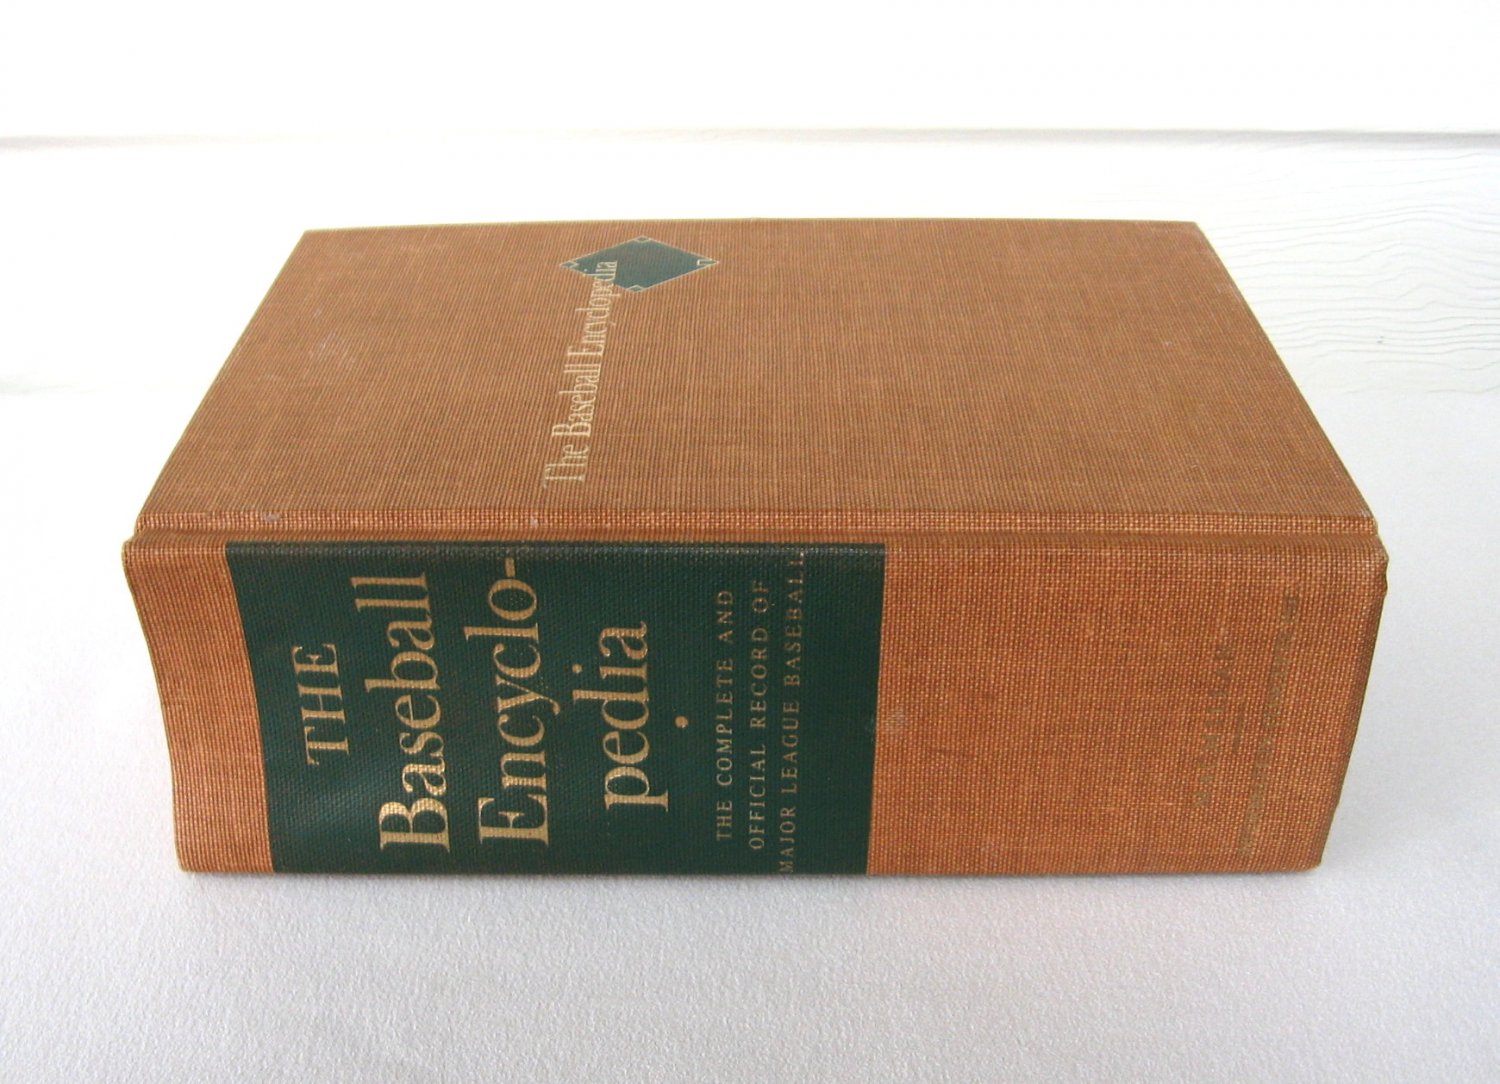 The Baseball Encyclopedia
THE
Baseball
Encyclo-
pedia
•
THE COMPLETE AND
OFFICIAL RECORD OF
MAJOR LEAGUE BASEBALL